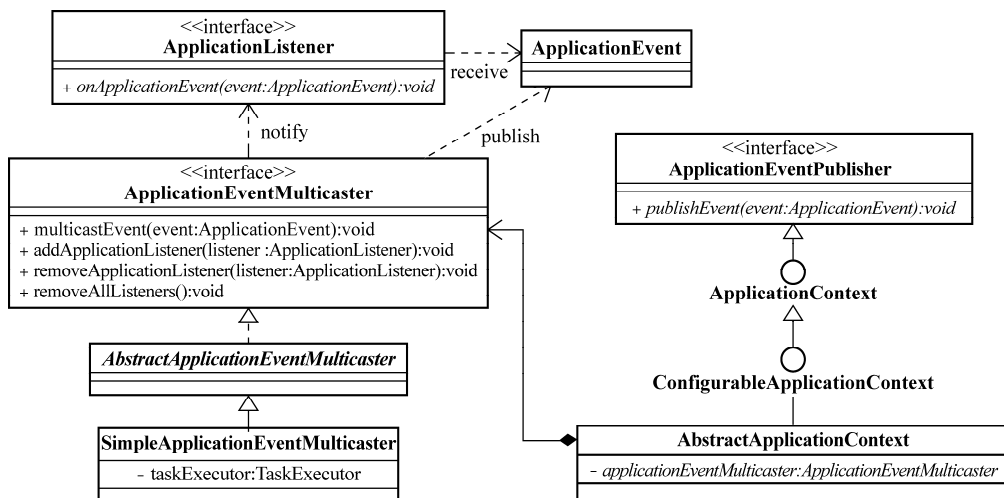 <<interface>>
ApplicationListener
+ onApplicationEvent(event:ApplicationEvent):void
receive
ApplicationEvent
notify
publish
<<interface>>
ApplicationEventMulticaster
+ multicastEvent(event:ApplicationEvent):void
+ addApplicationListener(listener :ApplicationListener):void
+ removeApplicationListener(listener:ApplicationListener):void
+ removeAllListeners():void
<<interface>>
ApplicationEventPublisher
+ publishEvent(event:ApplicationEvent):void
ApplicationContext
ConfigurableApplicationContext
AbstractApplicationEventMulticaster
SimpleApplicationEventMulticaster
- taskExecutor:TaskExecutor
AbstractApplicationContext
- applicationEventMulticaster:ApplicationEventMulticaster